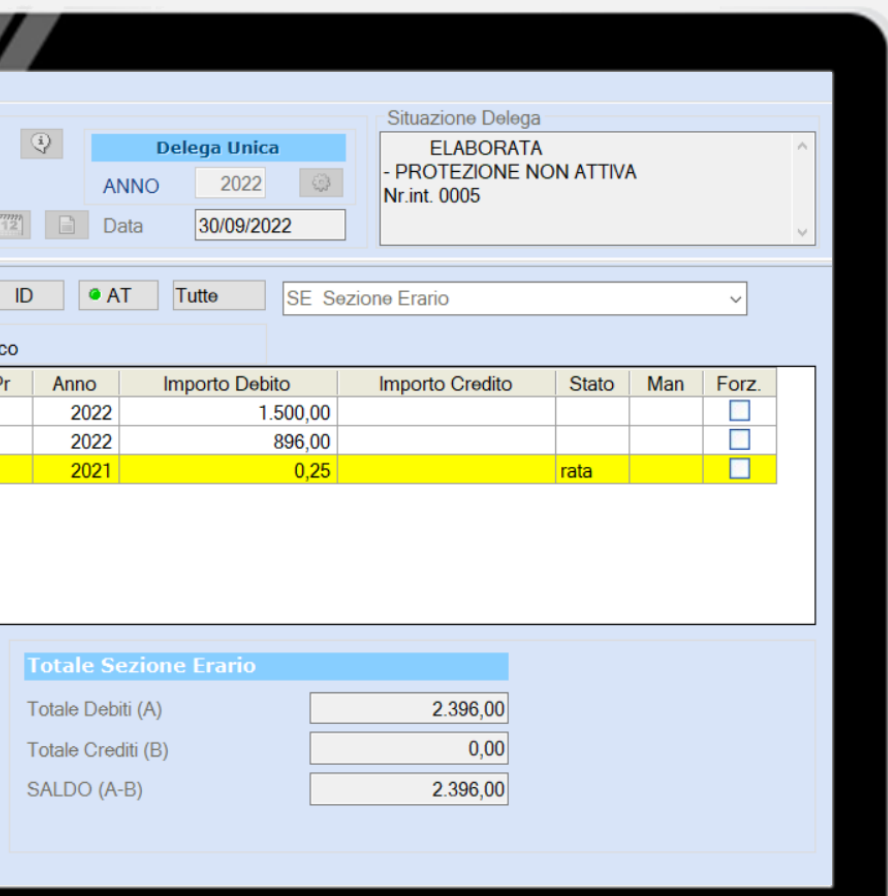 Situazione Delega
Delega Unica
ELABORATA
- PROTEZIONE NON ATTIVA
Nr.int. 0005
ANNO 2022
12 Data 30/09/2022
ID AT Tutte SE Sezione Erario
co
Pr Anno Importo Debito Importo Credito Stato Man Forz.
2022 1.500,00
2022 896,00
2021 0,25 rata
Totale Sezione Erario
Totale Debiti (A) 2.396,00
Totale Crediti (B) 0,00
SALDO (A-B) 2.396,00